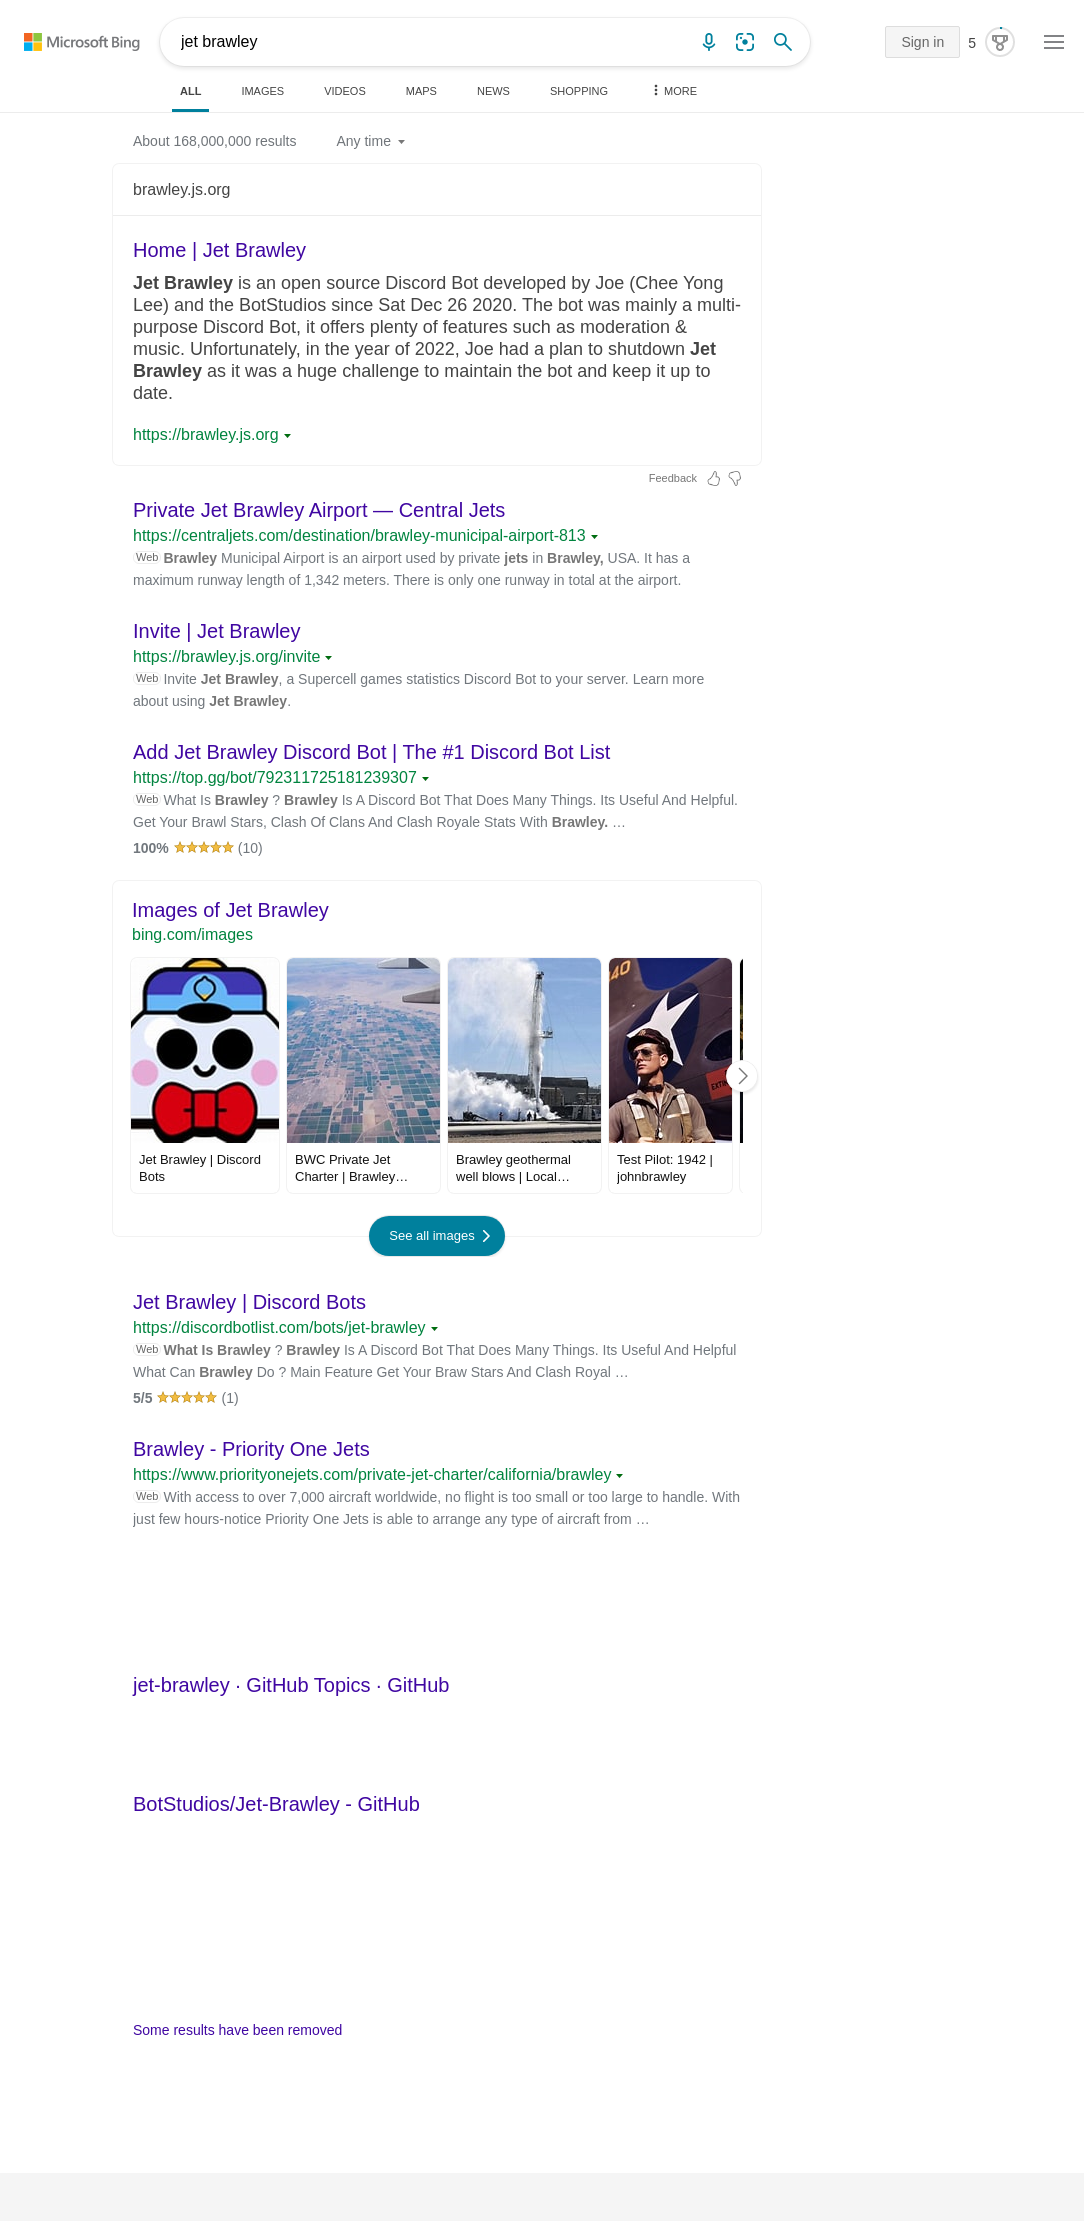 Microsoft Bing
jet brawley
Sign in
5
ALL
IMAGES
VIDEOS
MAPS
NEWS
SHOPPING
MORE
About 168,000,000 results
Any time
brawley.js.org
Home | Jet Brawley
Jet Brawley is an open source Discord Bot developed by Joe (Chee Yong
Lee) and the BotStudios since Sat Dec 26 2020. The bot was mainly a multi-
purpose Discord Bot, it offers plenty of features such as moderation &
music. Unfortunately, in the year of 2022, Joe had a plan to shutdown Jet
Brawley as it was a huge challenge to maintain the bot and keep it up to
date.
https://brawley.js.org
Feedback
Private Jet Brawley Airport — Central Jets
https://centraljets.com/destination/brawley-municipal-airport-813
Web Brawley Municipal Airport is an airport used by private jets in Brawley, USA. It has a
maximum runway length of 1,342 meters. There is only one runway in total at the airport.
Invite | Jet Brawley
https://brawley.js.org/invite
Web Invite Jet Brawley, a Supercell games statistics Discord Bot to your server. Learn more
about using Jet Brawley.
Add Jet Brawley Discord Bot | The #1 Discord Bot List
https://top.gg/bot/792311725181239307
Web What Is Brawley ? Brawley Is A Discord Bot That Does Many Things. Its Useful And Helpful.
Get Your Brawl Stars, Clash Of Clans And Clash Royale Stats With Brawley. …
100% (10)
Images of Jet Brawley
bing.com/images
40
EXTIN
Jet Brawley | Discord
Bots
BWC Private Jet
Charter | Brawley…
Brawley geothermal
well blows | Local…
Test Pilot: 1942 |
johnbrawley
See all images
Jet Brawley | Discord Bots
https://discordbotlist.com/bots/jet-brawley
Web What Is Brawley ? Brawley Is A Discord Bot That Does Many Things. Its Useful And Helpful
What Can Brawley Do ? Main Feature Get Your Braw Stars And Clash Royal …
5/5 (1)
Brawley - Priority One Jets
https://www.priorityonejets.com/private-jet-charter/california/brawley
Web With access to over 7,000 aircraft worldwide, no flight is too small or too large to handle. With
just few hours-notice Priority One Jets is able to arrange any type of aircraft from …
jet-brawley · GitHub Topics · GitHub
BotStudios/Jet-Brawley - GitHub
Some results have been removed